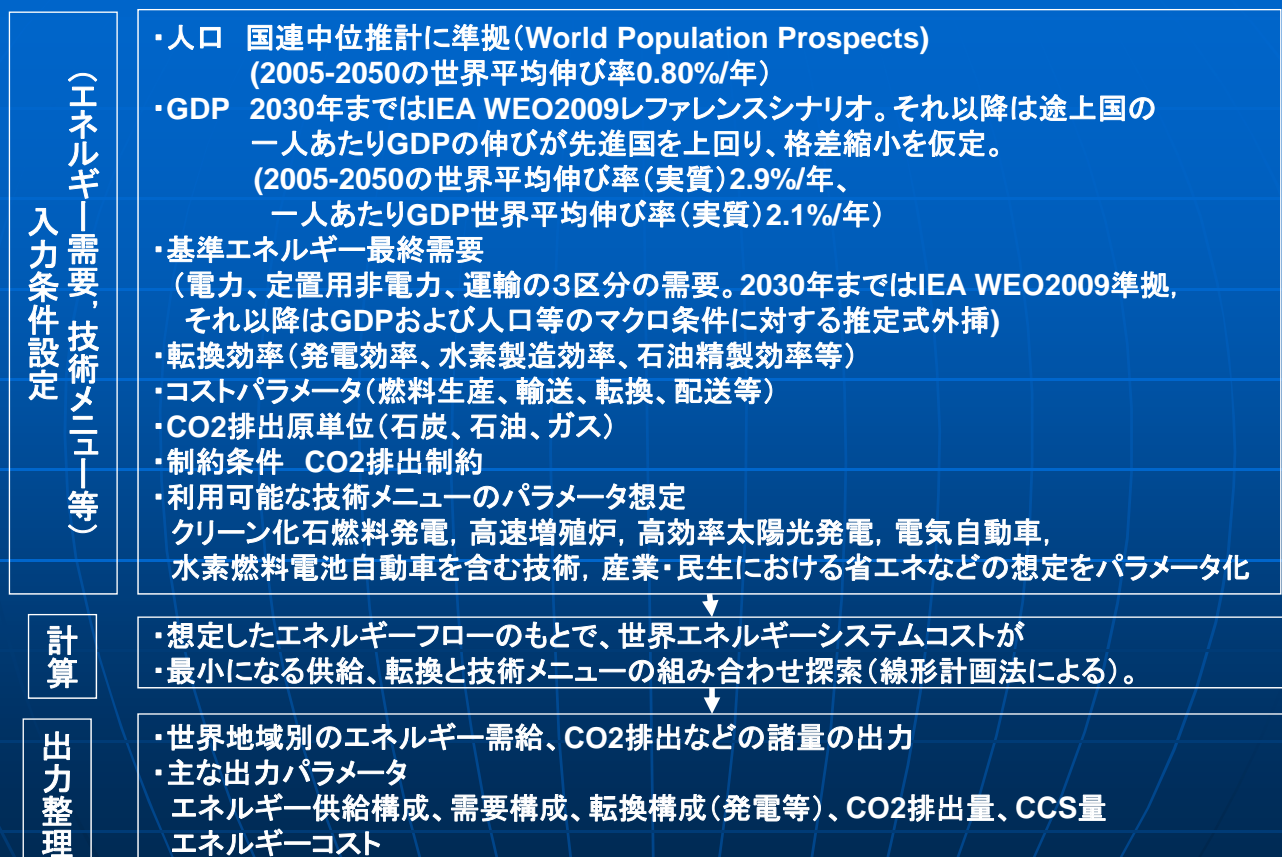 入力条件設定
（エネルギー需要，技術メニュー等）
・人口　国連中位推計に準拠（World Population Prospects)
(2005-2050の世界平均伸び率0.80%/年）
・GDP　2030年まではIEA WEO2009レファレンスシナリオ。それ以降は途上国の
一人あたりGDPの伸びが先進国を上回り、格差縮小を仮定。
(2005-2050の世界平均伸び率（実質）2.9%/年、
一人あたりGDP世界平均伸び率（実質）2.1%/年）
・基準エネルギー最終需要
（電力、定置用非電力、運輸の３区分の需要。2030年まではIEA WEO2009準拠，
それ以降はGDPおよび人口等のマクロ条件に対する推定式外挿)
・転換効率（発電効率、水素製造効率、石油精製効率等）
・コストパラメータ（燃料生産、輸送、転換、配送等）
・CO2排出原単位（石炭、石油、ガス）
・制約条件　CO2排出制約
・利用可能な技術メニューのパラメータ想定
クリーン化石燃料発電，高速増殖炉，高効率太陽光発電，電気自動車，
水素燃料電池自動車を含む技術，産業・民生における省エネなどの想定をパラメータ化
計算
・想定したエネルギーフローのもとで、世界エネルギーシステムコストが
・最小になる供給、転換と技術メニューの組み合わせ探索（線形計画法による）。
出力整理
・世界地域別のエネルギー需給、CO2排出などの諸量の出力
・主な出力パラメータ
エネルギー供給構成、需要構成、転換構成（発電等）、CO2排出量、CCS量
エネルギーコスト